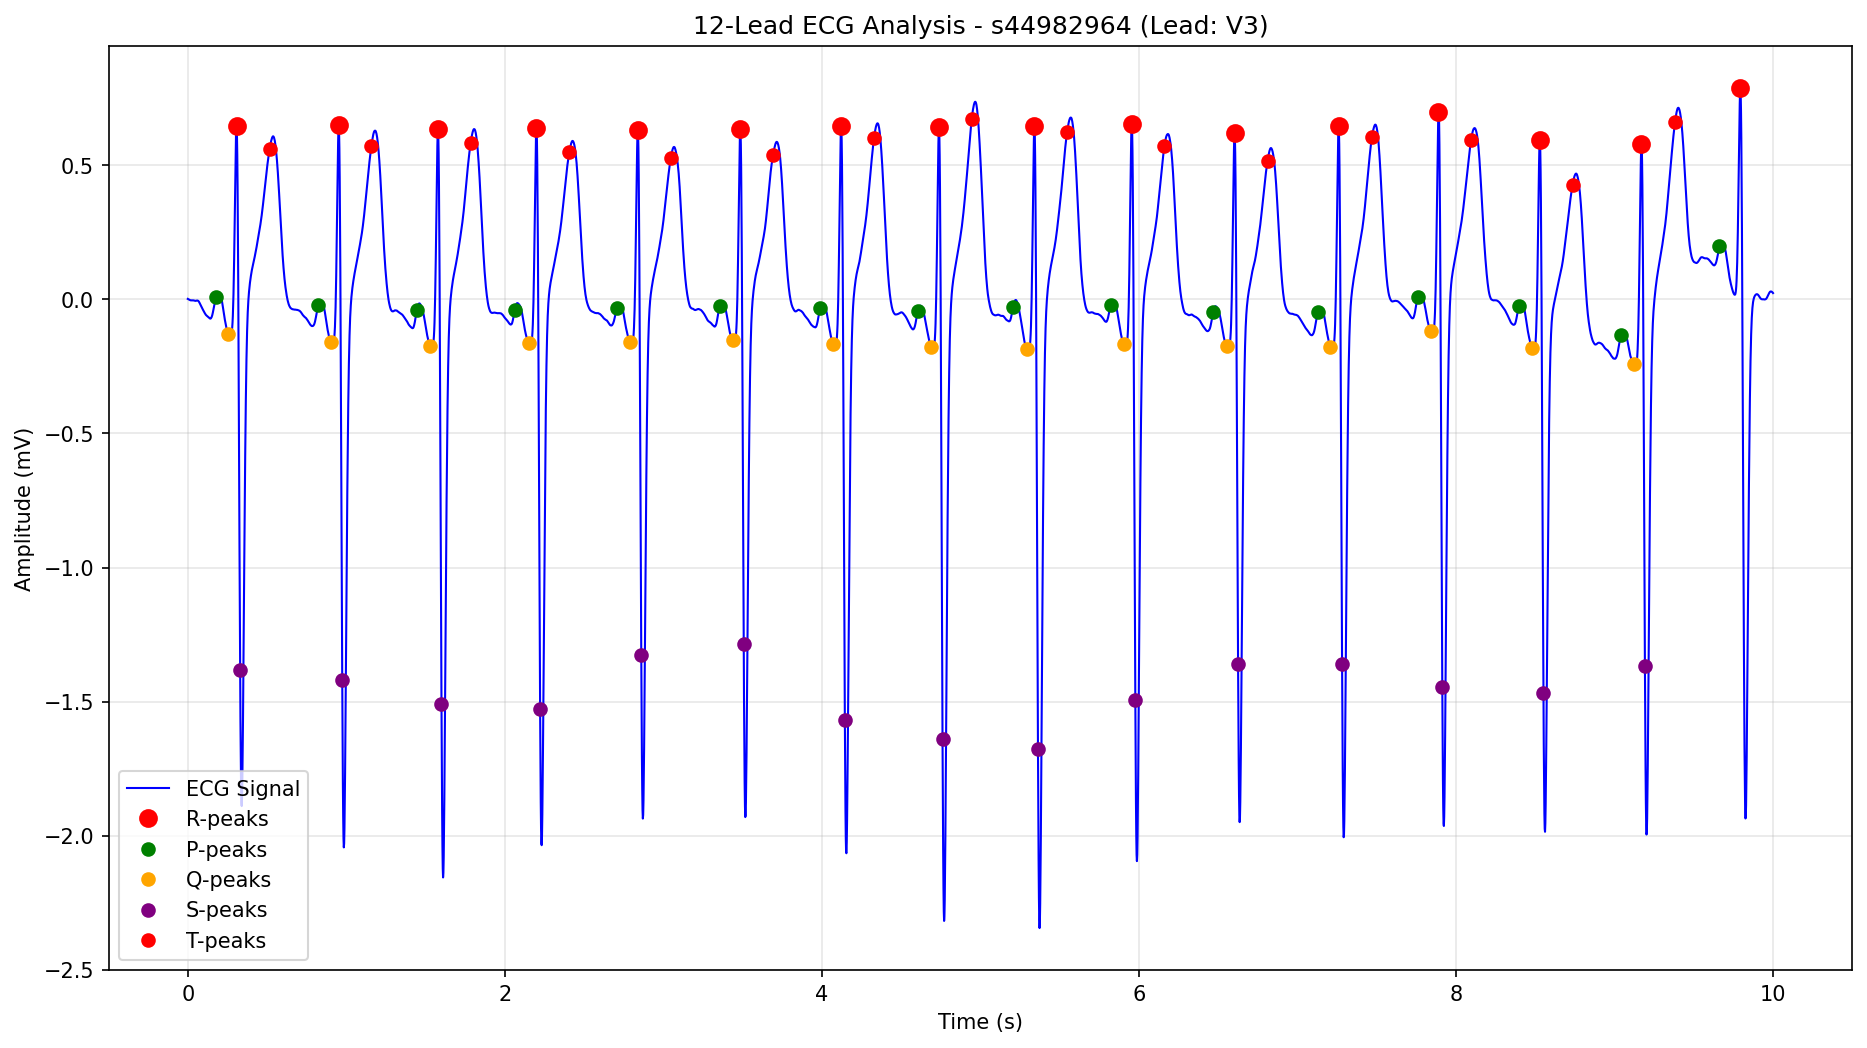 12-Lead ECG Analysis - s44982964 (Lead: V3)
Amplitude (mV)
0.5
0.0
−0.5
−1.0
−1.5
−2.0
−2.5
ECG Signal
R-peaks
P-peaks
Q-peaks
S-peaks
T-peaks
0 2 4 6 8 10
Time (s)